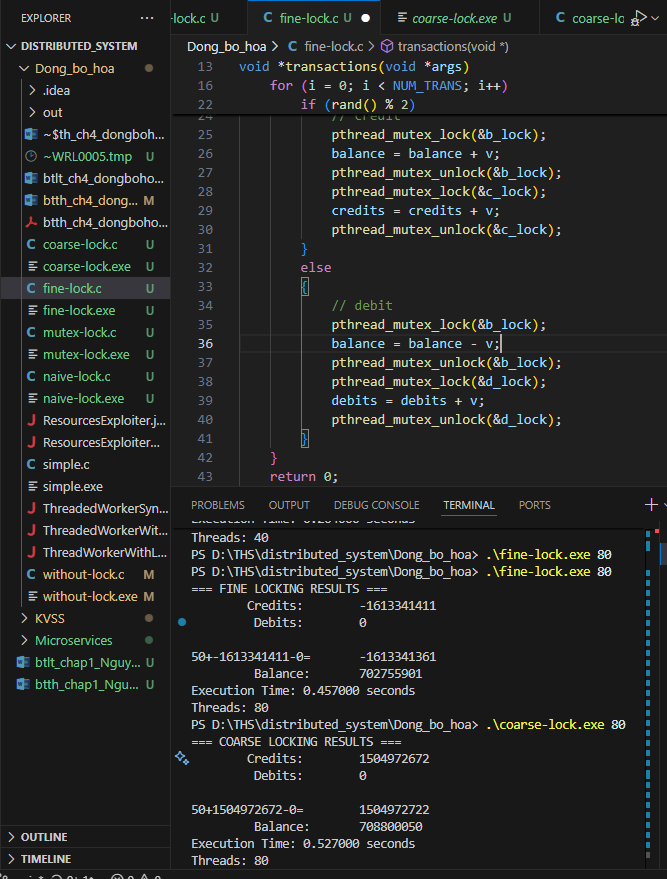 EXPLORER
DISTRIBUTED_SYSTEM
Dong_bo_hoa
.idea
out
~$th_ch4_dongboh...
~WRL0005.tmp U
btlt_ch4_dongboho...
btth_ch4_dong... M
btth_ch4_dongboho...
coarse-lock.c U
coarse-lock.exe U
fine-lock.c U
fine-lock.exe U
mutex-lock.c U
mutex-lock.exe U
naive-lock.c U
naive-lock.exe U
ResourcesExploiter.j...
ResourcesExploiter...
simple.c
simple.exe
ThreadedWorkerSyn...
ThreadedWorkerWit...
ThreadWorkerWithL...
without-lock.c M
without-lock.exe M
KVSS
Microservices
btlt_chap1_Nguy... U
btth_chap1_Ngu... U
OUTLINE
TIMELINE
-lock.c U
C fine-lock.c U
coarse-lock.exe U
C coarse-lo
Dong_bo_hoa > C fine-lock.c > transactions(void *)
13 void *transactions(void *args)
16 for (i = 0; i < NUM_TRANS; i++)
22 if (rand() % 2)
24 // credit
25 pthread_mutex_lock(&b_lock);
26 balance = balance + v;
27 pthread_mutex_unlock(&b_lock);
28 pthread_mutex_lock(&c_lock);
29 credits = credits + v;
30 pthread_mutex_unlock(&c_lock);
31 }
32 else
33 {
34 // debit
35 pthread_mutex_lock(&b_lock);
36 balance = balance - v;
37 pthread_mutex_unlock(&b_lock);
38 pthread_mutex_lock(&d_lock);
39 debits = debits + v;
40 pthread_mutex_unlock(&d_lock);
41 }
42 }
43 return 0;
PROBLEMS OUTPUT DEBUG CONSOLE TERMINAL PORTS
Threads: 40
PS D:\THS\distributed_system\Dong_bo_hoa> .\fine-lock.exe 80
PS D:\THS\distributed_system\Dong_bo_hoa> .\fine-lock.exe 80
=== FINE LOCKING RESULTS ===
Credits: -1613341411
Debits: 0
50+-1613341411-0= -1613341361
Balance: 702755901
Execution Time: 0.457000 seconds
Threads: 80
PS D:\THS\distributed_system\Dong_bo_hoa> .\coarse-lock.exe 80
=== COARSE LOCKING RESULTS ===
Credits: 1504972672
Debits: 0
50+1504972672-0= 1504972722
Balance: 708800050
Execution Time: 0.527000 seconds
Threads: 80